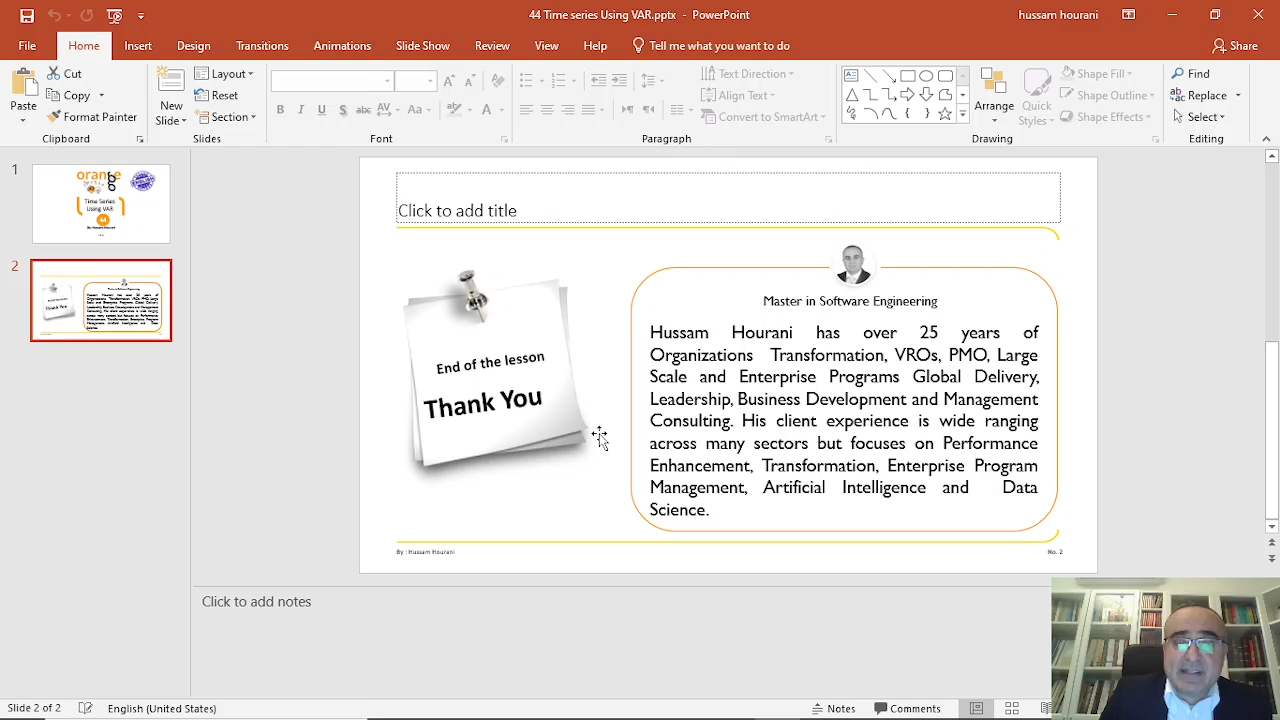 44 Time series Using VAR.pptx - PowerPoint
hussam hourani
File
Home
Insert
Design
Transitions
Animations
Slide Show
Review
View
Help
Tell me what you want to do
Share
Paste
Cut
Copy
Format Painter
Clipboard
New
Slide
Layout
Reset
Section
Slides
Font
Text Direction
Align Text
Convert to SmartArt
Paragraph
Arrange
Quick
Styles
Shape Fill
Shape Outline
Shape Effects
Drawing
Find
Replace
Select
Editing
1
orange
Time Series
Using VAR
44
By: Hussam Hourani
2
Click to add title
End of the lesson
Thank You
Master in Software Engineering
Hussam Hourani has over 25 years of
Organizations Transformation, VROs, PMO, Large
Scale and Enterprise Programs Global Delivery,
Leadership, Business Development and Management
Consulting. His client experience is wide ranging
across many sectors but focuses on Performance
Enhancement, Transformation, Enterprise Program
Management, Artificial Intelligence and Data
Science.
By : Hussam Hourani
No. 2
Click to add notes
Slide 2 of 2
English (United States)
Notes
Comments